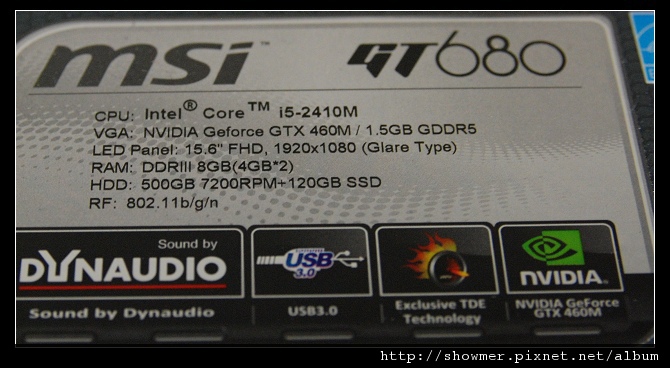 msi™ GT680
CPU: Intel® Core™ i5-2410M
VGA: NVIDIA Geforce GTX 460M / 1.5GB GDDR5
LED Panel: 15.6" FHD, 1920x1080 (Glare Type)
RAM: DDRIII 8GB(4GB*2)
HDD: 500GB 7200RPM+120GB SSD
RF: 802.11b/g/n
Sound by
DYNAUDIO
Sound by Dynaudio
USB
3.0
USB3.0
Exclusive TDE
Technology
NVIDIA.
NVIDIA GeForce
GTX 460M
http://showmer.pixnet.net/album